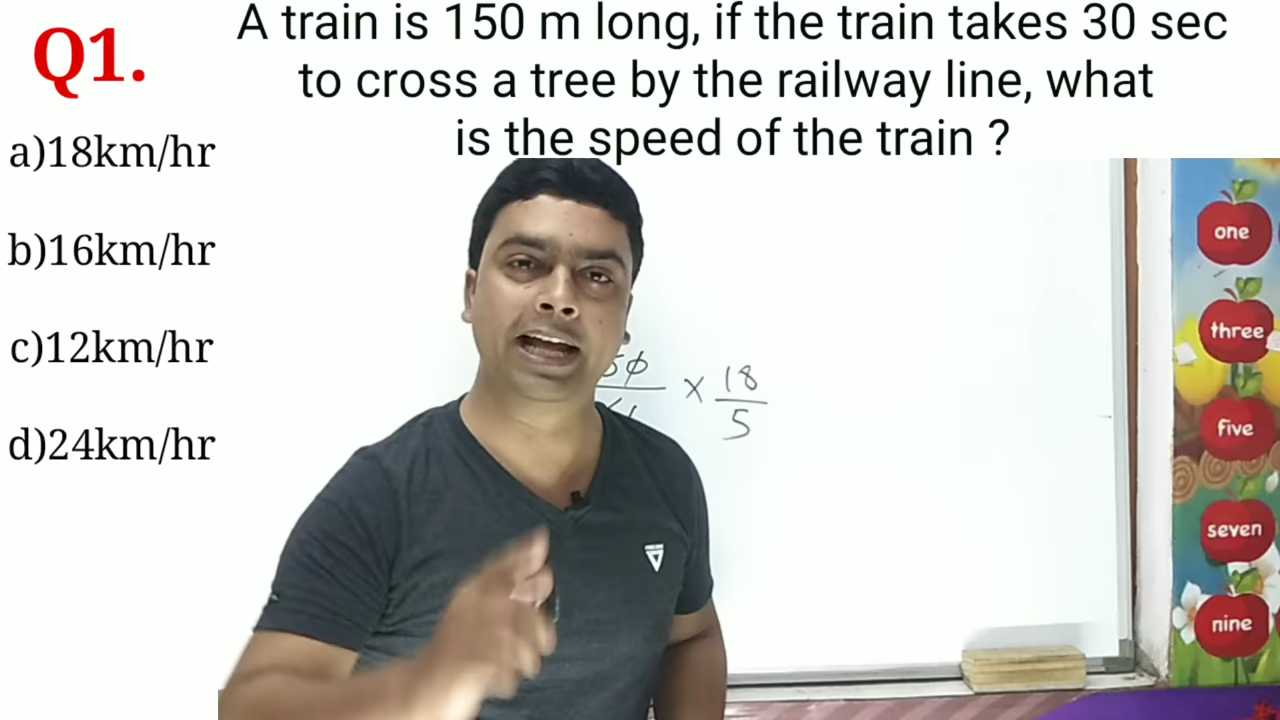 Q1.
A train is 150 m long, if the train takes 30 sec
to cross a tree by the railway line, what
is the speed of the train ?
a)18km/hr
b)16km/hr
c)12km/hr
d)24km/hr
× 18
5
one
three
five
seven
nine